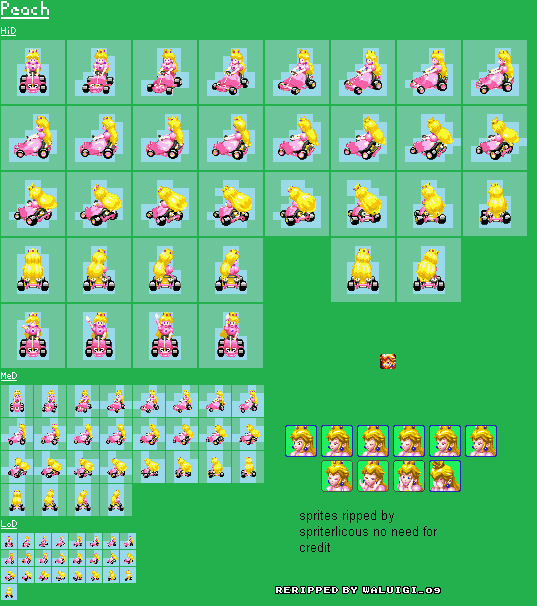 Peach
HiD
MeD
LoD
sprites ripped by
spriterlicous no need for
credit
RERIPPED BY WALUIGI_09